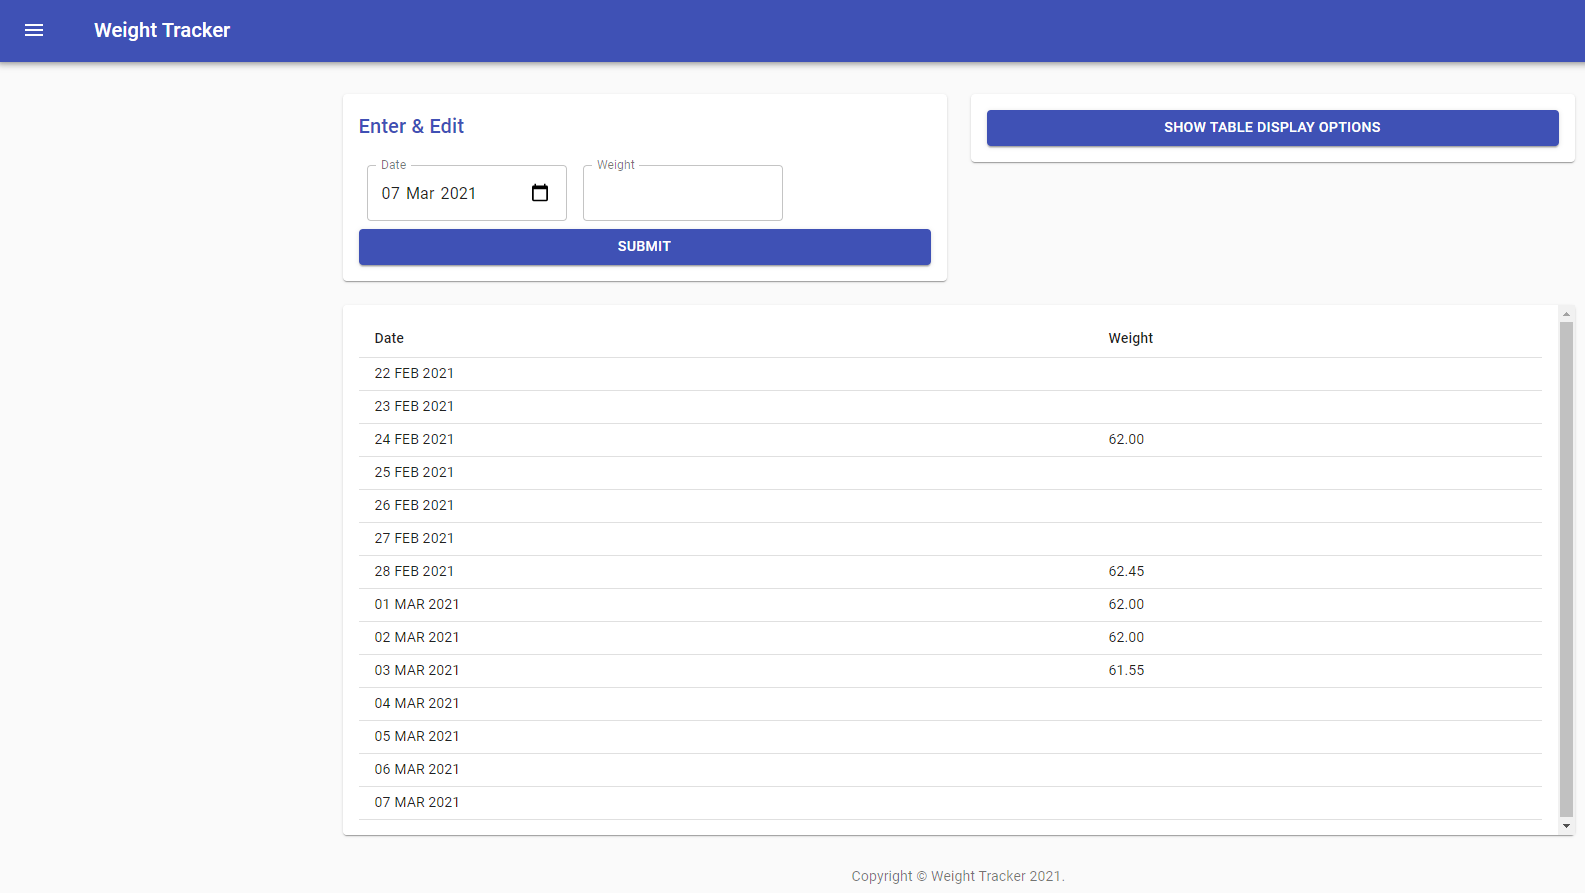 Weight Tracker
Enter & Edit
Date
Weight
07 Mar 2021
SUBMIT
SHOW TABLE DISPLAY OPTIONS
Date Weight
22 FEB 2021
23 FEB 2021
24 FEB 2021 62.00
25 FEB 2021
26 FEB 2021
27 FEB 2021
28 FEB 2021 62.45
01 MAR 2021 62.00
02 MAR 2021 62.00
03 MAR 2021 61.55
04 MAR 2021
05 MAR 2021
06 MAR 2021
07 MAR 2021
Copyright © Weight Tracker 2021.